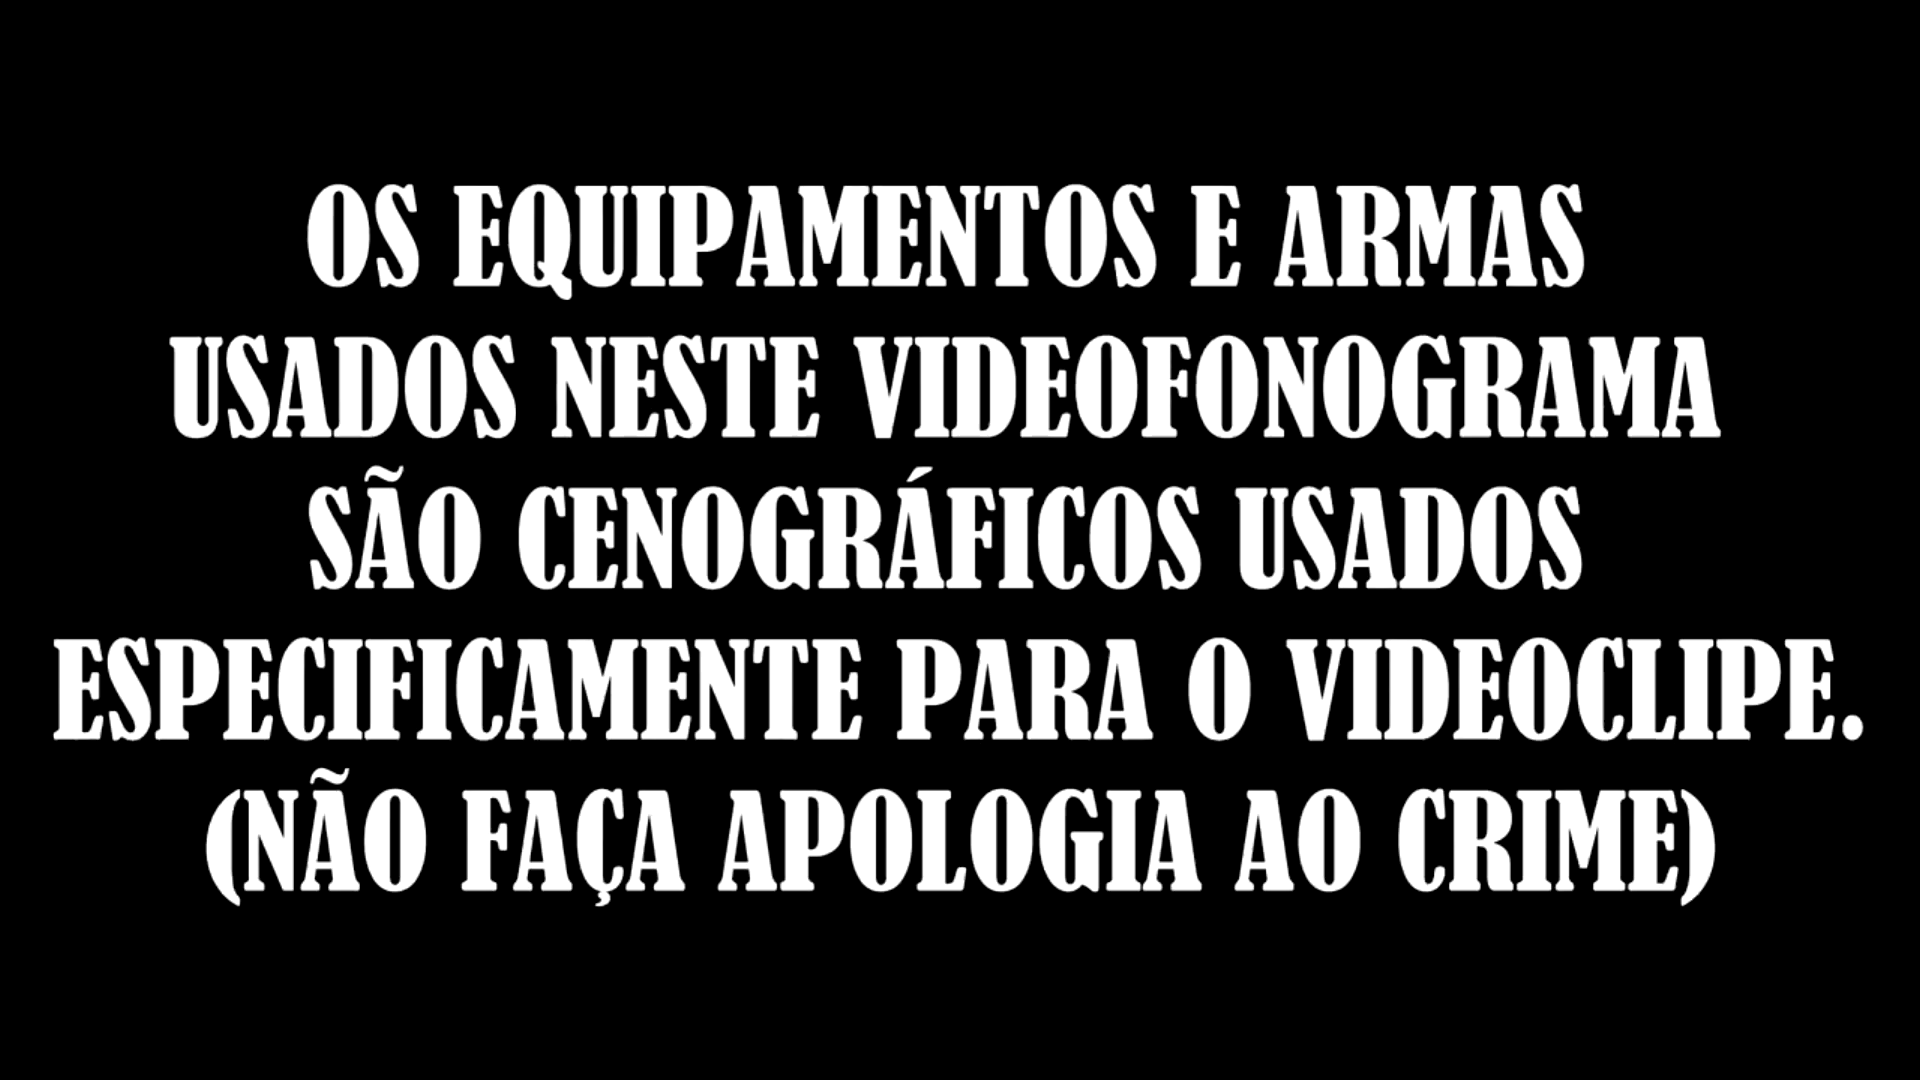 OS EQUIPAMENTOS E ARMAS
USADOS NESTE VIDEOFONOGRAMA
SÃO CENOGRÁFICOS USADOS
ESPECIFICAMENTE PARA O VIDEOCLIPE.
(NÃO FAÇA APOLOGIA AO CRIME)